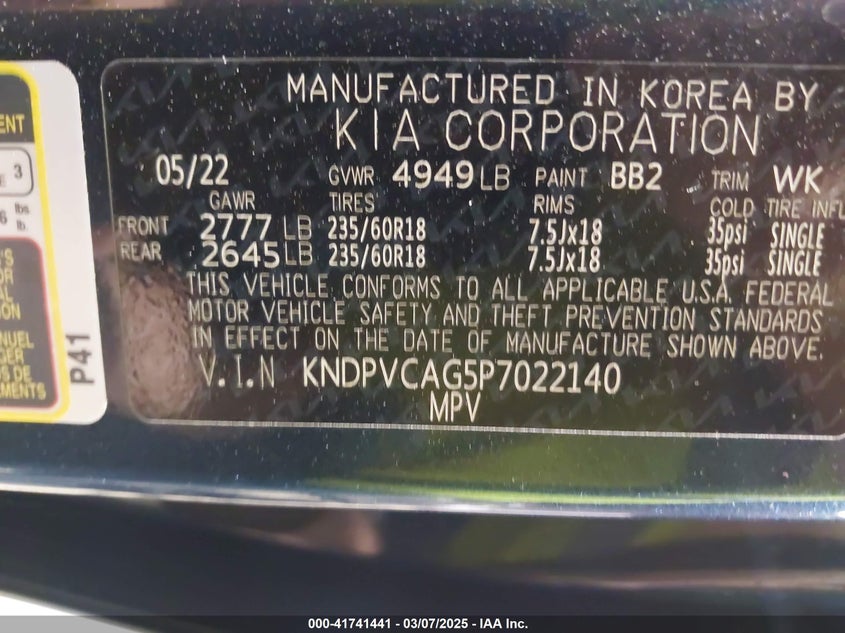 MANUFACTURED IN KOREA BY
KIA CORPORATION
05/22 GVWR 4949 LB PAINT BB2 TRIM WK
GAWR TIRES RIMS COLD TIRE INFL
FRONT 2777 LB 235/60R18 7.5Jx18 35psi SINGLE
REAR 2645 LB 235/60R18 7.5Jx18 35psi SINGLE
THIS VEHICLE CONFORMS TO ALL APPLICABLE U.S.A. FEDERAL
MOTOR VEHICLE SAFETY AND THEFT PREVENTION STANDARDS
IN EFFECT ON THE DATE OF MANUFACTURE SHOWN ABOVE.
V.I.N KNDPVCAG5P7022140
MPV
3
lbs.
lb.
P41
000-41741441 — 03/07/2025 — IAA Inc.